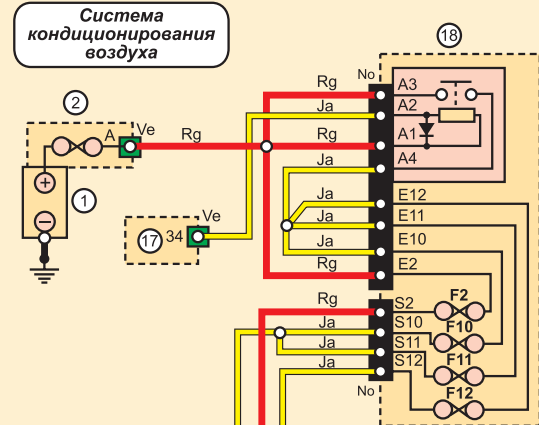 Система
кондиционирования
воздуха
18
No
Rg
A3
2
Ja
A2
A
Ve
Rg
Rg
A1
Ja
A4
+
1
Ja
E12
Ve
Ja
E11
−
17
34
Ja
E10
Rg
E2
Rg
S2
F2
Ja
S10
F10
Ja
S11
F11
Ja
S12
F12
No